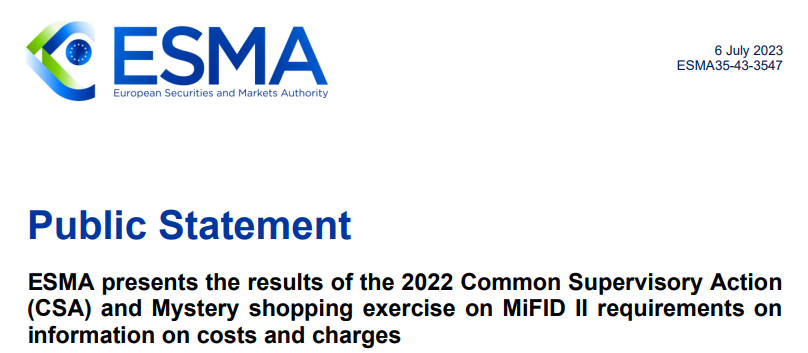 ESMA
European Securities and Markets Authority
6 July 2023
ESMA35-43-3547
Public Statement
ESMA presents the results of the 2022 Common Supervisory Action
(CSA) and Mystery shopping exercise on MiFID II requirements on
information on costs and charges